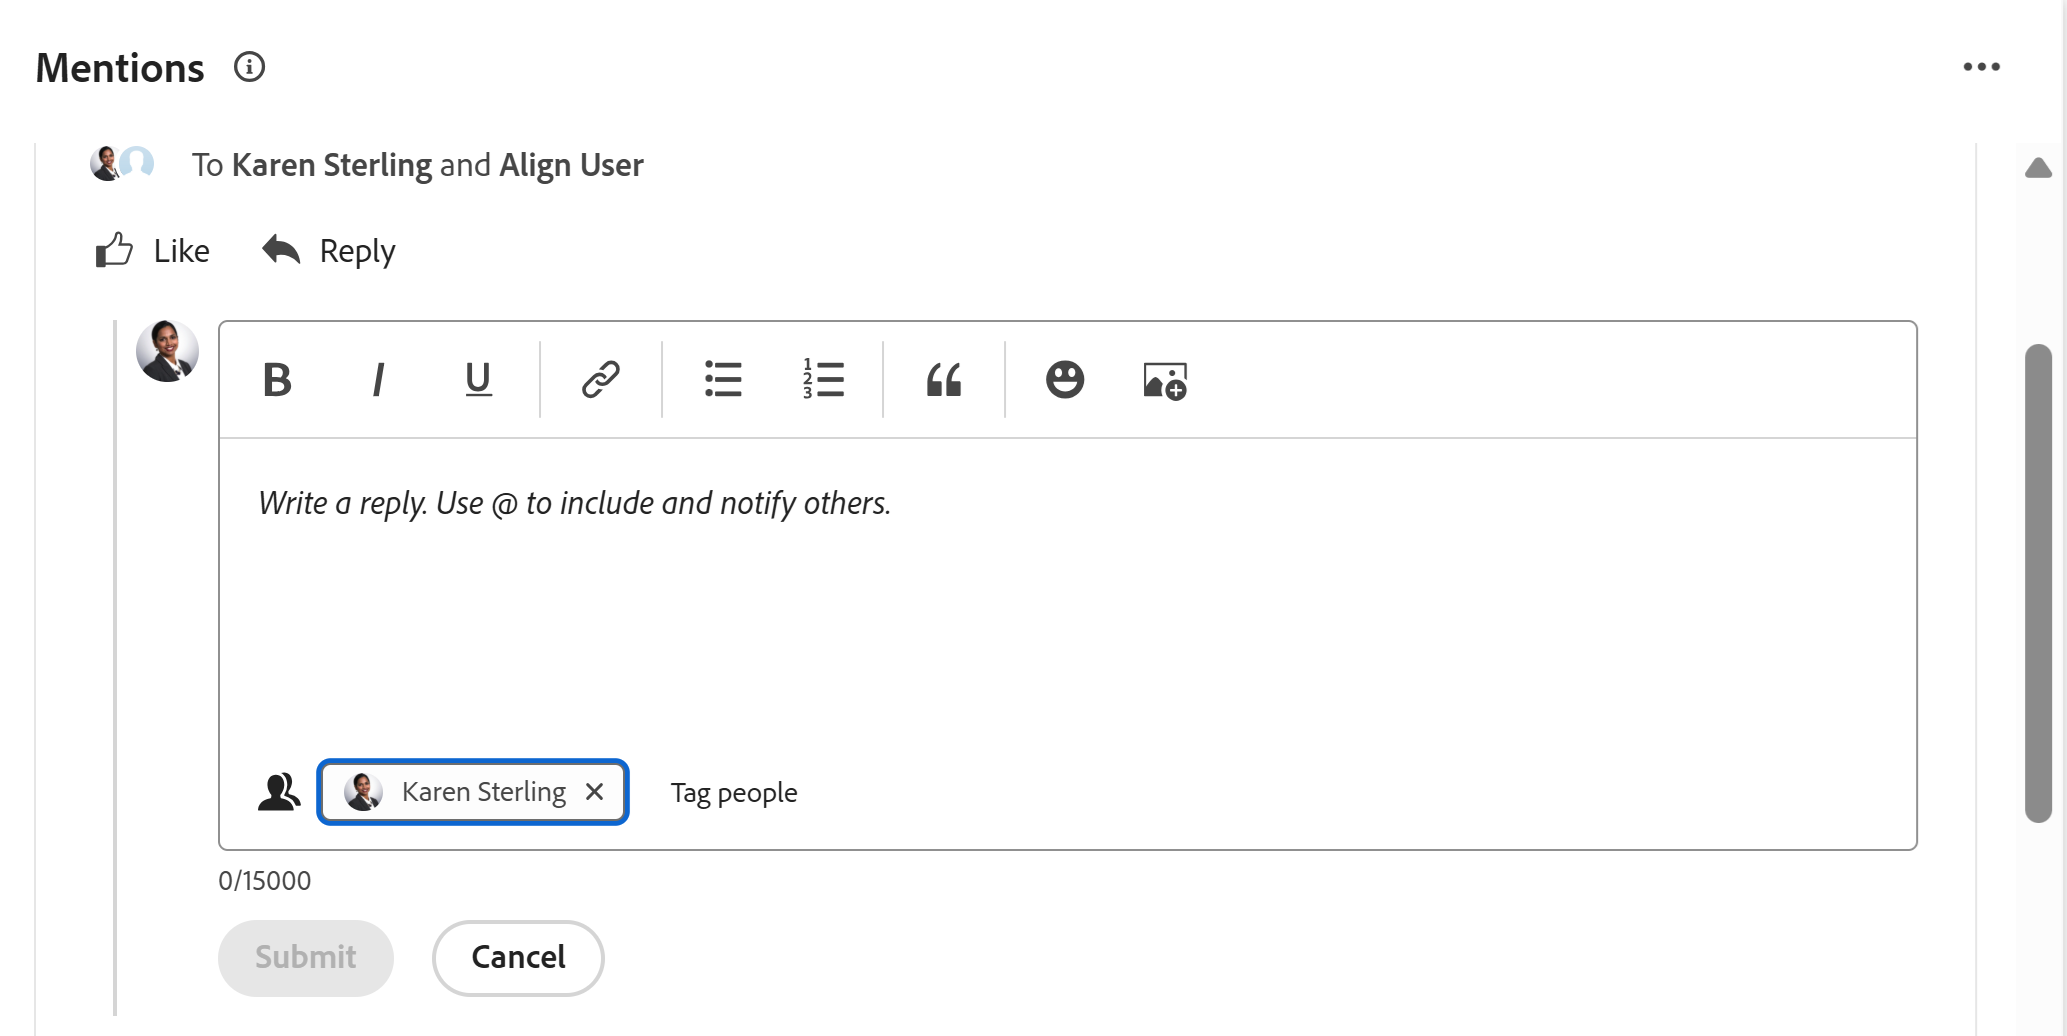 Mentions
To Karen Sterling and Align User
Like Reply
B I U
Write a reply. Use @ to include and notify others.
Karen Sterling Tag people
0/15000
Submit Cancel